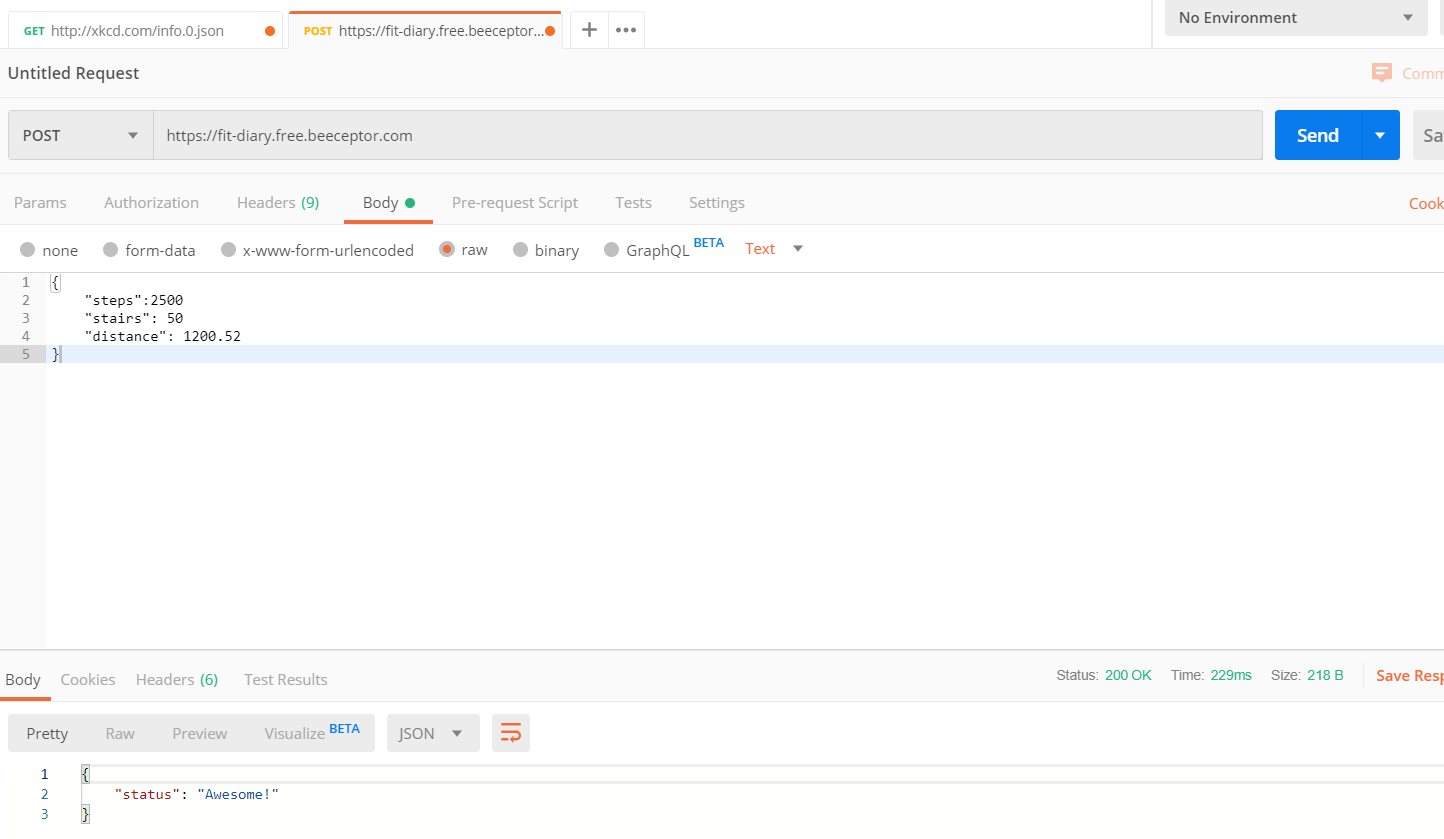 GET http://xkcd.com/info.0.json POST https://fit-diary.free.beeceptor... No Environment
Untitled Request Comm
POST https://fit-diary.free.beeceptor.com Send Sa
Params Authorization Headers (9) Body Pre-request Script Tests Settings Cook
none form-data x-www-form-urlencoded raw binary GraphQL BETA Text
1 {
2 "steps":2500
3 "stairs": 50
4 "distance": 1200.52
5 }
Body Cookies Headers (6) Test Results Status: 200 OK Time: 229ms Size: 218 B Save Resp
Pretty Raw Preview Visualize BETA JSON
1 {
2 "status": "Awesome!"
3 }